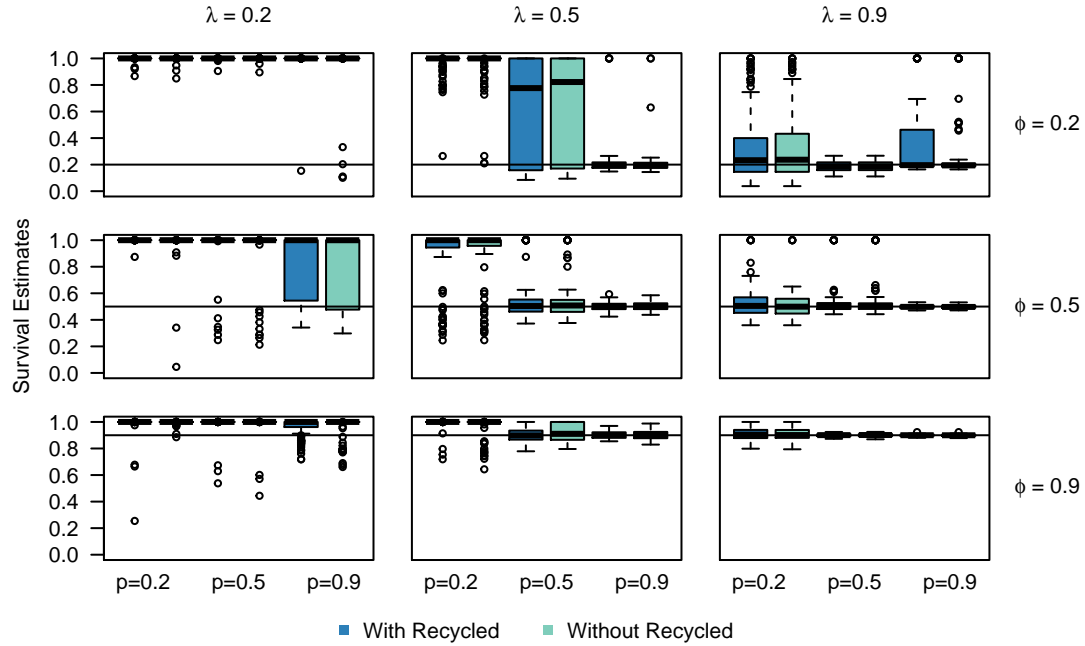 λ = 0.2 λ = 0.5 λ = 0.9
1.0
0.8
0.6
0.4
0.2
0.0
ϕ = 0.2
Survival Estimates
1.0
0.8
0.6
0.4
0.2
0.0
ϕ = 0.5
1.0
0.8
0.6
0.4
0.2
0.0
ϕ = 0.9
p=0.2 p=0.5 p=0.9 p=0.2 p=0.5 p=0.9 p=0.2 p=0.5 p=0.9
With Recycled Without Recycled